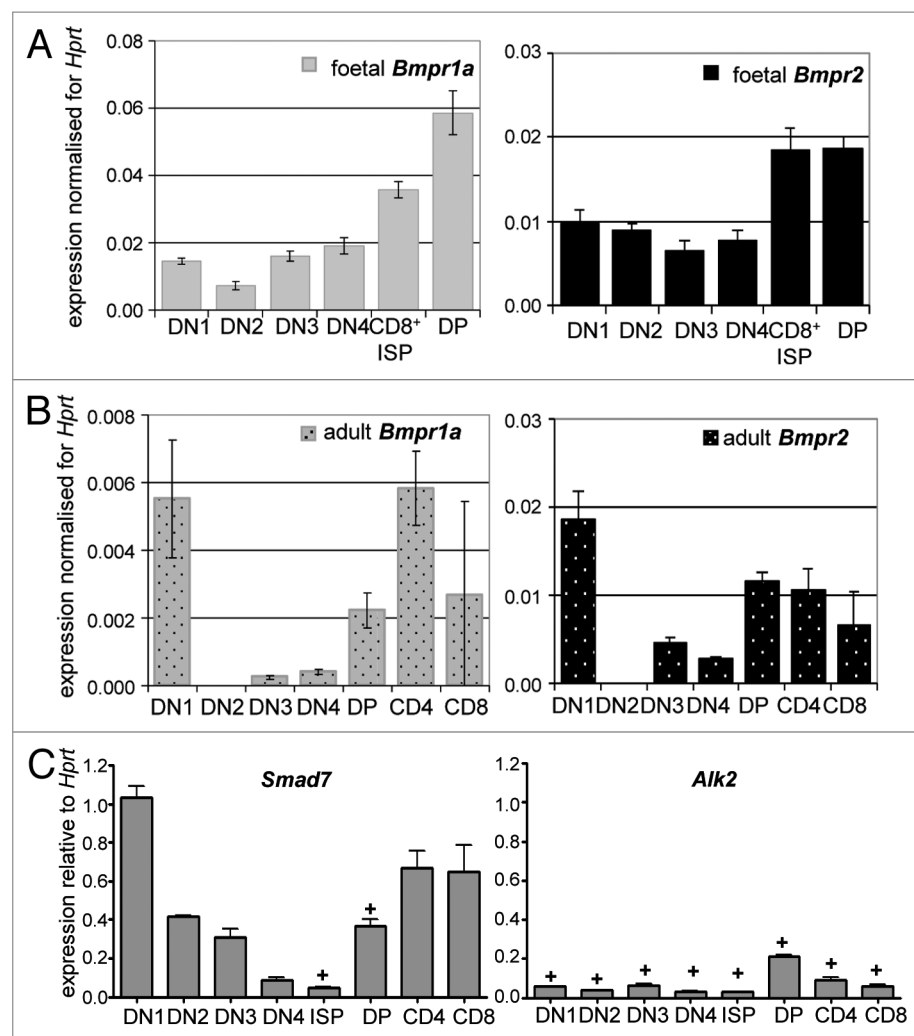 A
expression normalised for Hprt
0.08
0.06
0.04
0.02
0.00
foetal Bmpr1a
DN1 DN2 DN3 DN4 CD8+ DP
ISP
0.03
0.02
0.01
0.00
foetal Bmpr2
DN1 DN2 DN3 DN4 CD8+ DP
ISP
B
expression normalised for Hprt
0.008
0.006
0.004
0.002
0.000
adult Bmpr1a
DN1 DN2 DN3 DN4 DP CD4 CD8
0.03
0.02
0.01
0.00
adult Bmpr2
DN1 DN2 DN3 DN4 DP CD4 CD8
C
expression relative to Hprt
1.2
1.0
0.8
0.6
0.4
0.2
0.0
Smad7
+ +
DN1 DN2 DN3 DN4 ISP DP CD4 CD8
1.2
1.0
0.8
0.6
0.4
0.2
0.0
Alk2
+ + + + + + + +
DN1 DN2 DN3 DN4 ISP DP CD4 CD8